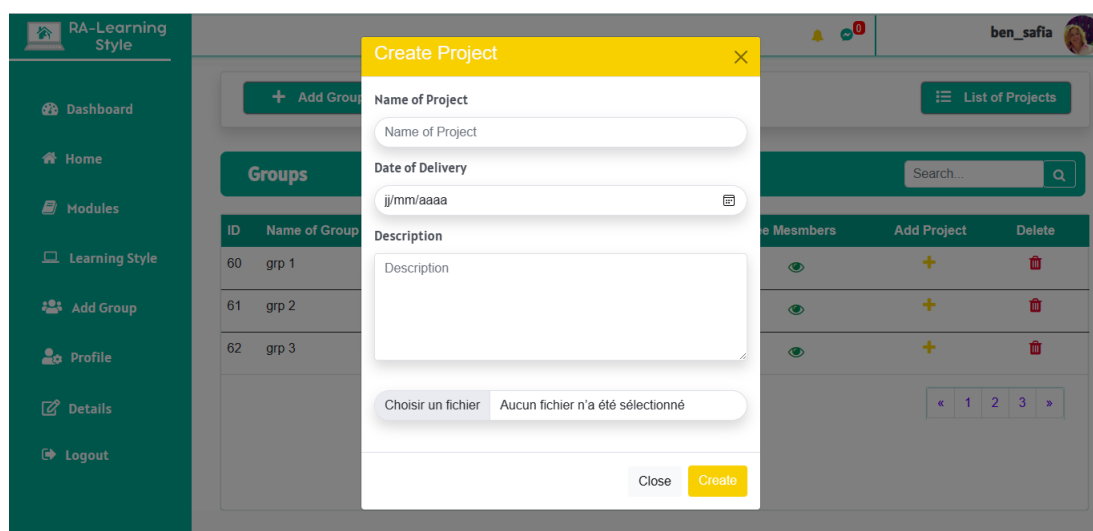 RA-Learning
Style
0
ben_safia
Create Project
Add Group
List of Projects
Name of Project
Name of Project
Dashboard
Home
Groups
Date of Delivery
Search...
jj/mm/aaaa
Modules
ID Name of Group Mesmbers Add Project Delete
Description
Description
Learning Style
60 grp 1
Add Group
61 grp 2
Profile
62 grp 3
Choisir un fichier Aucun fichier n'a été sélectionné
« 1 2 3 »
Details
Logout
Close Create